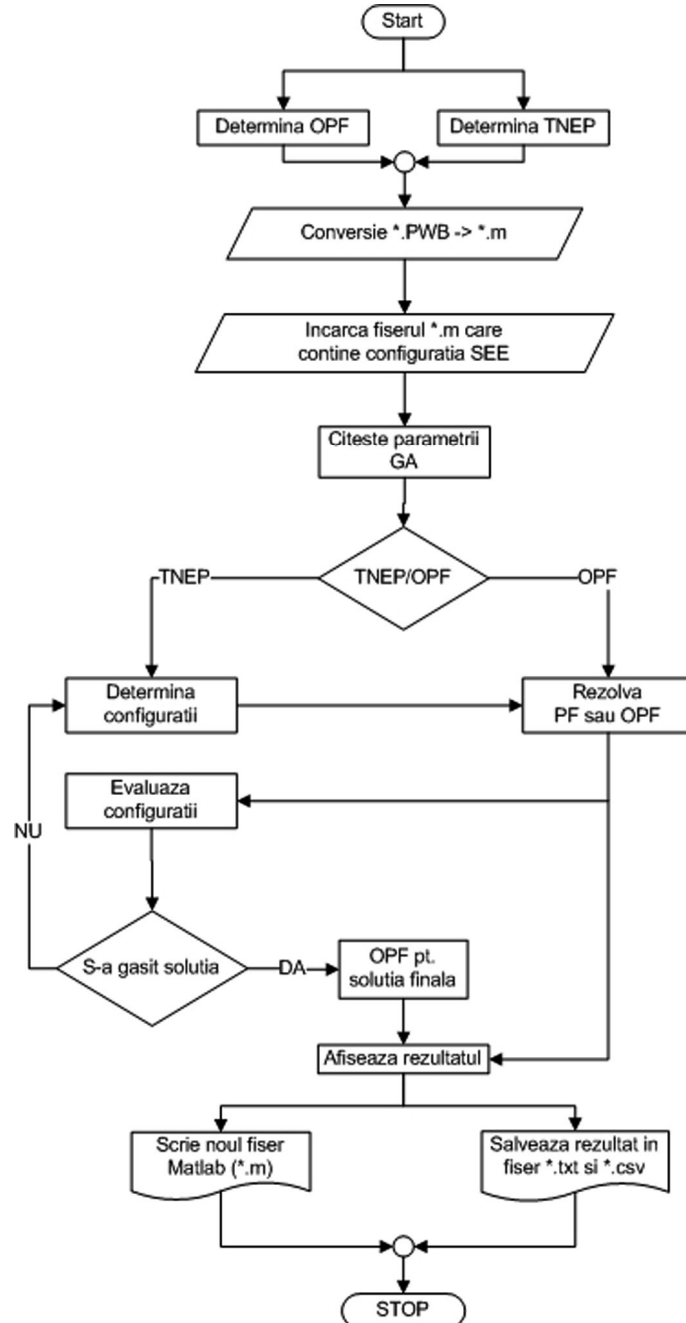 Start
Determina OPF
Determina TNEP
Conversie *.PWB -> *.m
Incarca fiserul *.m care
contine configuratia SEE
Citeste parametrii
GA
TNEP
TNEP/OPF
OPF
Determina
configuratii
Rezolva
PF sau OPF
Evaluaza
configuratii
NU
S-a gasit solutia
DA
OPF pt.
solutia finala
Afiseaza rezultatul
Scrie noul fiser
Matlab (*.m)
Salveaza rezultat in
fiser *.txt si *.csv
STOP